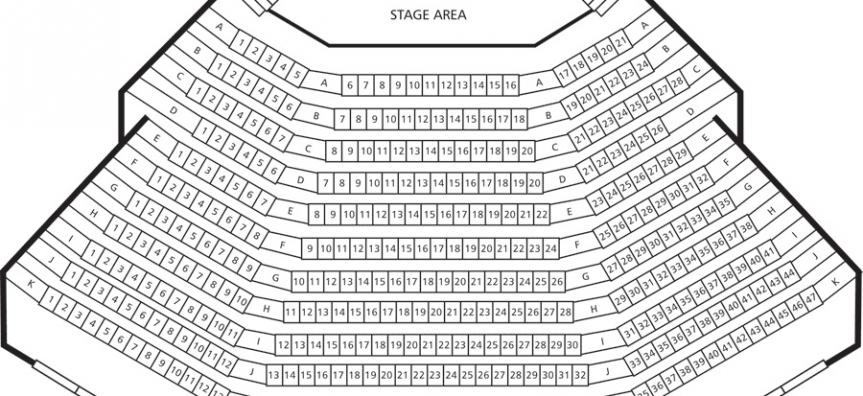 STAGE AREA
A 1 2 3 4 5 A 6 7 8 9 10 11 12 13 14 15 16 A 17 18 19 20 21 A
B 1 2 3 4 5 6 B 7 8 9 10 11 12 13 14 15 16 17 18 B 19 20 21 22 23 24 B
C 1 2 3 4 5 6 7 C 8 9 10 11 12 13 14 15 16 17 18 19 20 C 21 22 23 24 25 26 27 28 C
D 1 2 3 4 5 6 D 7 8 9 10 11 12 13 14 15 16 17 18 19 20 D 21 22 23 24 25 26 D
E 1 2 3 4 5 6 7 E 8 9 10 11 12 13 14 15 16 17 18 19 20 21 22 E 23 24 25 26 27 28 29 E
F 1 2 3 4 5 6 7 8 F 9 10 11 12 13 14 15 16 17 18 19 20 21 22 23 24 F 25 26 27 28 29 30 31 32 F
G 1 2 3 4 5 6 7 8 9 G 10 11 12 13 14 15 16 17 18 19 20 21 22 23 24 25 26 G 27 28 29 30 31 32 33 34 35 G
H 1 2 3 4 5 6 7 8 9 10 H 11 12 13 14 15 16 17 18 19 20 21 22 23 24 25 26 27 28 H 29 30 31 32 33 34 35 36 37 38 H
I 1 2 3 4 5 6 7 8 9 10 11 I 12 13 14 15 16 17 18 19 20 21 22 23 24 25 26 27 28 29 30 I 31 32 33 34 35 36 37 38 39 40 41 I
J 1 2 3 4 5 6 7 8 9 10 11 12 J 13 14 15 16 17 18 19 20 21 22 23 24 25 26 27 28 29 30 31 32 J 33 34 35 36 37 38 39 40 41 42 43 44 J
K 1 2 3 4 5 6 7 8 9 10 11 12 36 37 38 39 40 41 42 43 44 45 46 47 K